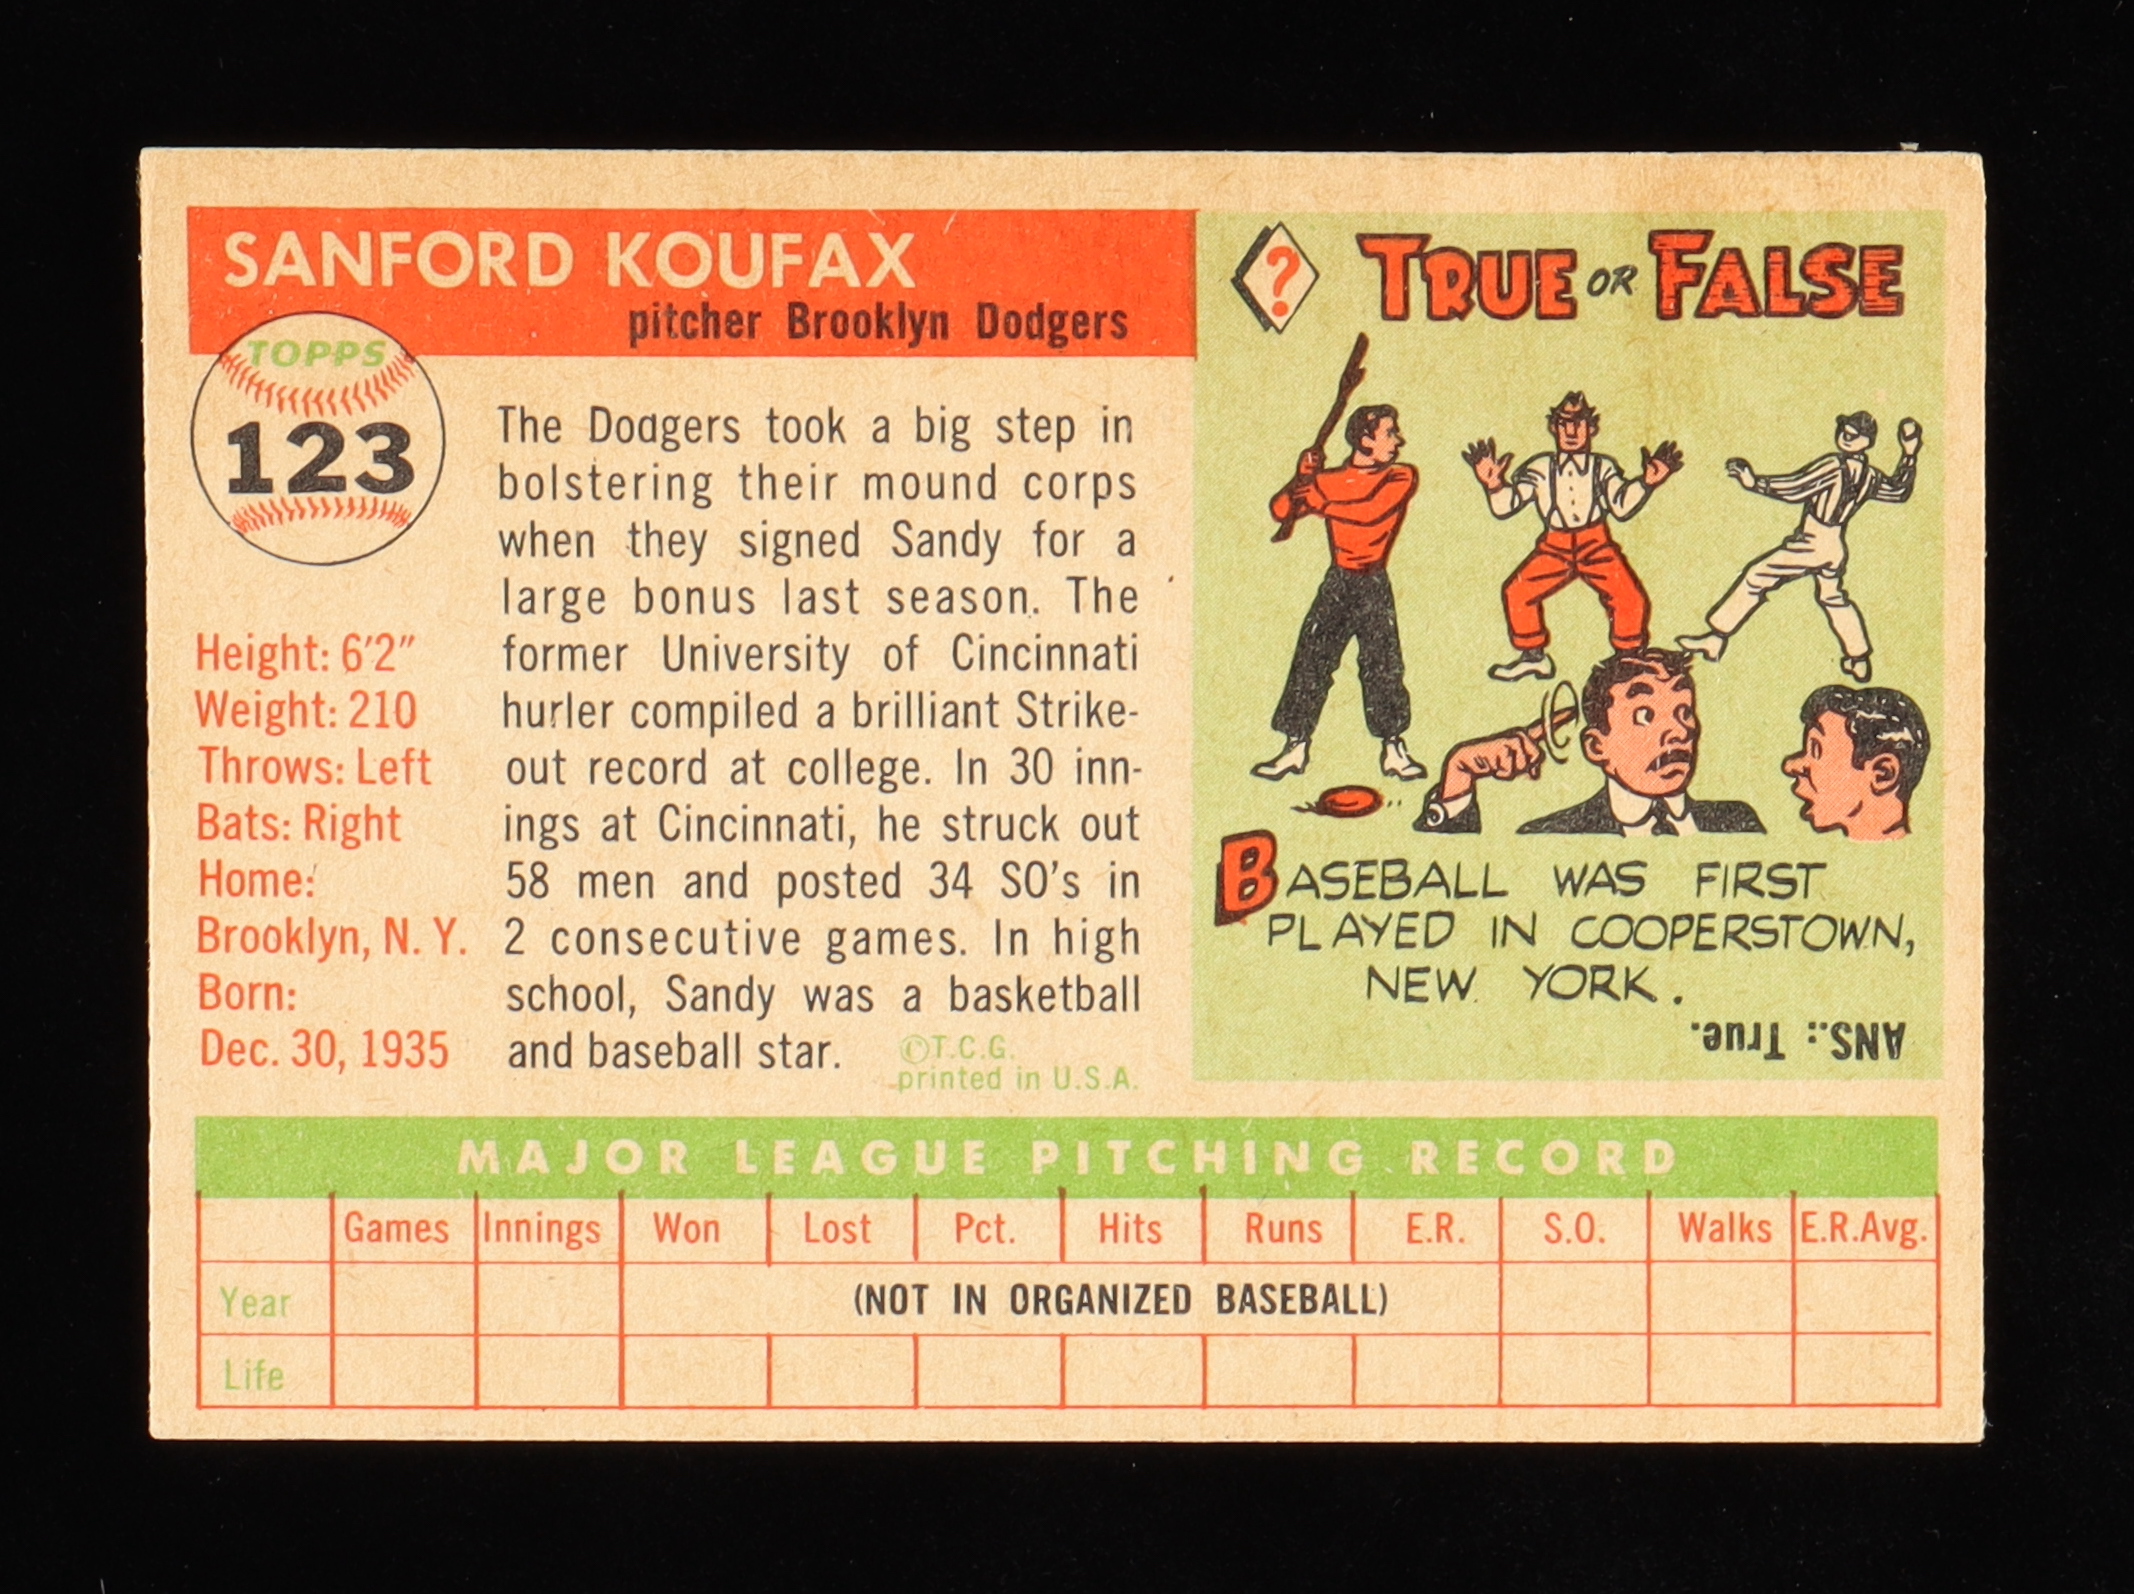 SANFORD KOUFAX
pitcher Brooklyn Dodgers
TOPPS
123
Height: 6'2"
Weight: 210
Throws: Left
Bats: Right
Home:
Brooklyn, N. Y.
Born:
Dec. 30, 1935
The Dodgers took a big step in
bolstering their mound corps
when they signed Sandy for a
large bonus last season. The
former University of Cincinnati
hurler compiled a brilliant Strike-
out record at college. In 30 inn-
ings at Cincinnati, he struck out
58 men and posted 34 SO's in
2 consecutive games. In high
school, Sandy was a basketball
and baseball star.
©T.C.G.
printed in U.S.A.
? TRUE OR FALSE
BASEBALL WAS FIRST
PLAYED IN COOPERSTOWN,
NEW YORK.
ANS.: True.
MAJOR LEAGUE PITCHING RECORD
Games Innings Won Lost Pct. Hits Runs E.R. S.O. Walks E.R.Avg.
Year (NOT IN ORGANIZED BASEBALL)
Life